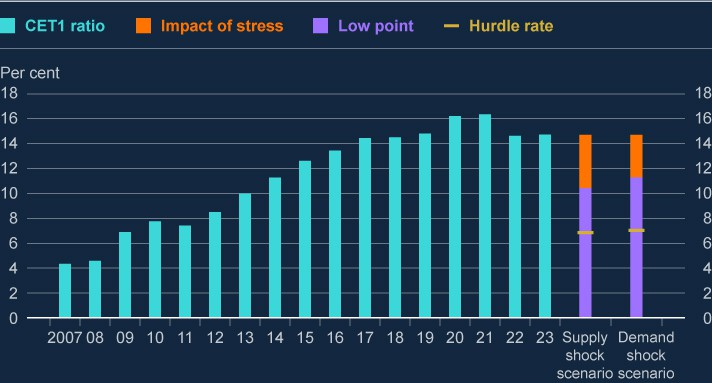 CET1 ratio Impact of stress Low point Hurdle rate
Per cent
18 18
16 16
14 14
12 12
10 10
8 8
6 6
4 4
2 2
0 0
2007 08 09 10 11 12 13 14 15 16 17 18 19 20 21 22 23 Supply Demand
shock shock
scenario scenario